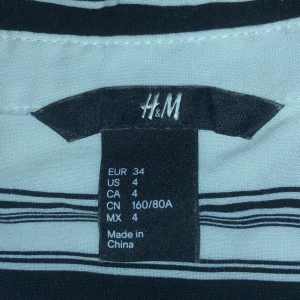 H&M
EUR 34
US 4
CA 4
CN 160/80A
MX 4
Made in
China